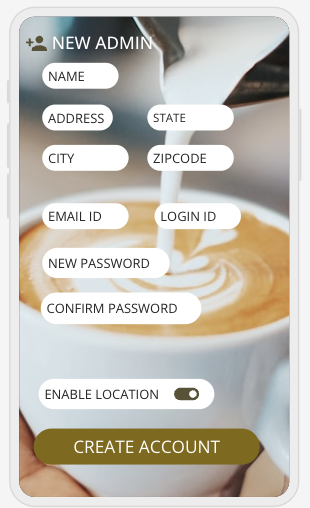 NEW ADMIN
NAME
ADDRESS STATE
CITY ZIPCODE
EMAIL ID LOGIN ID
NEW PASSWORD
CONFIRM PASSWORD
ENABLE LOCATION
CREATE ACCOUNT